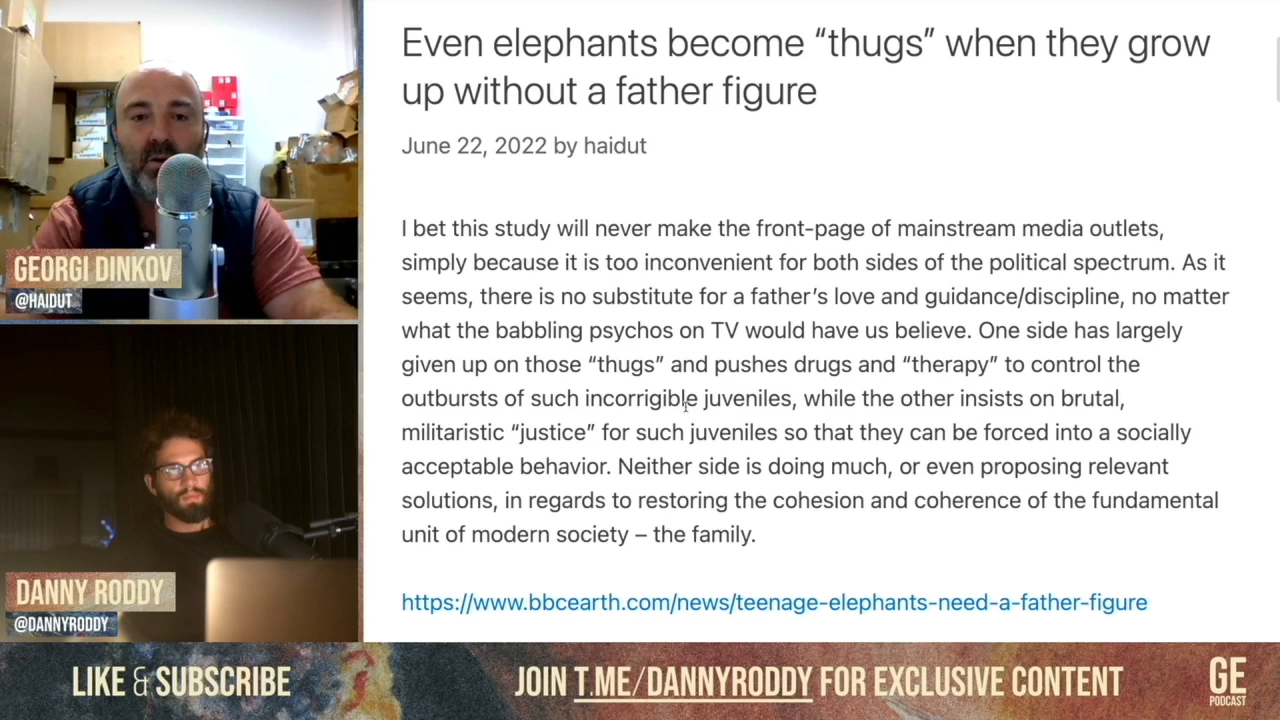 Even elephants become “thugs” when they grow
up without a father figure
June 22, 2022 by haidut
I bet this study will never make the front-page of mainstream media outlets,
simply because it is too inconvenient for both sides of the political spectrum. As it
seems, there is no substitute for a father’s love and guidance/discipline, no matter
what the babbling psychos on TV would have us believe. One side has largely
given up on those “thugs” and pushes drugs and “therapy” to control the
outbursts of such incorrigible juveniles, while the other insists on brutal,
militaristic “justice” for such juveniles so that they can be forced into a socially
acceptable behavior. Neither side is doing much, or even proposing relevant
solutions, in regards to restoring the cohesion and coherence of the fundamental
unit of modern society – the family.
https://www.bbcearth.com/news/teenage-elephants-need-a-father-figure
GEORGI DINKOV
@HAIDUT
DANNY RODDY
@DANNYRODDY
LIKE & SUBSCRIBE
JOIN T.ME/DANNYRODDY FOR EXCLUSIVE CONTENT
GE
PODCAST